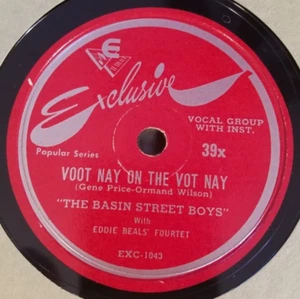 Exclusive
VOCAL GROUP
WITH INST.
Popular Series
39x
VOOT NAY ON THE VOT NAY
(Gene Price-Ormand Wilson)
"THE BASIN STREET BOYS"
With
EDDIE BEALS' FOURTET
EXC-1043